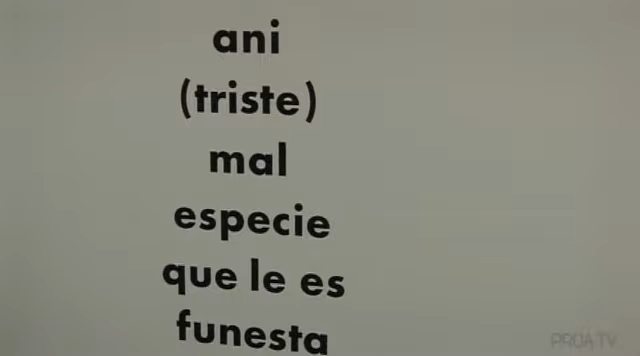 ani
(triste)
mal
especie
que le es
funesta
PROA TV